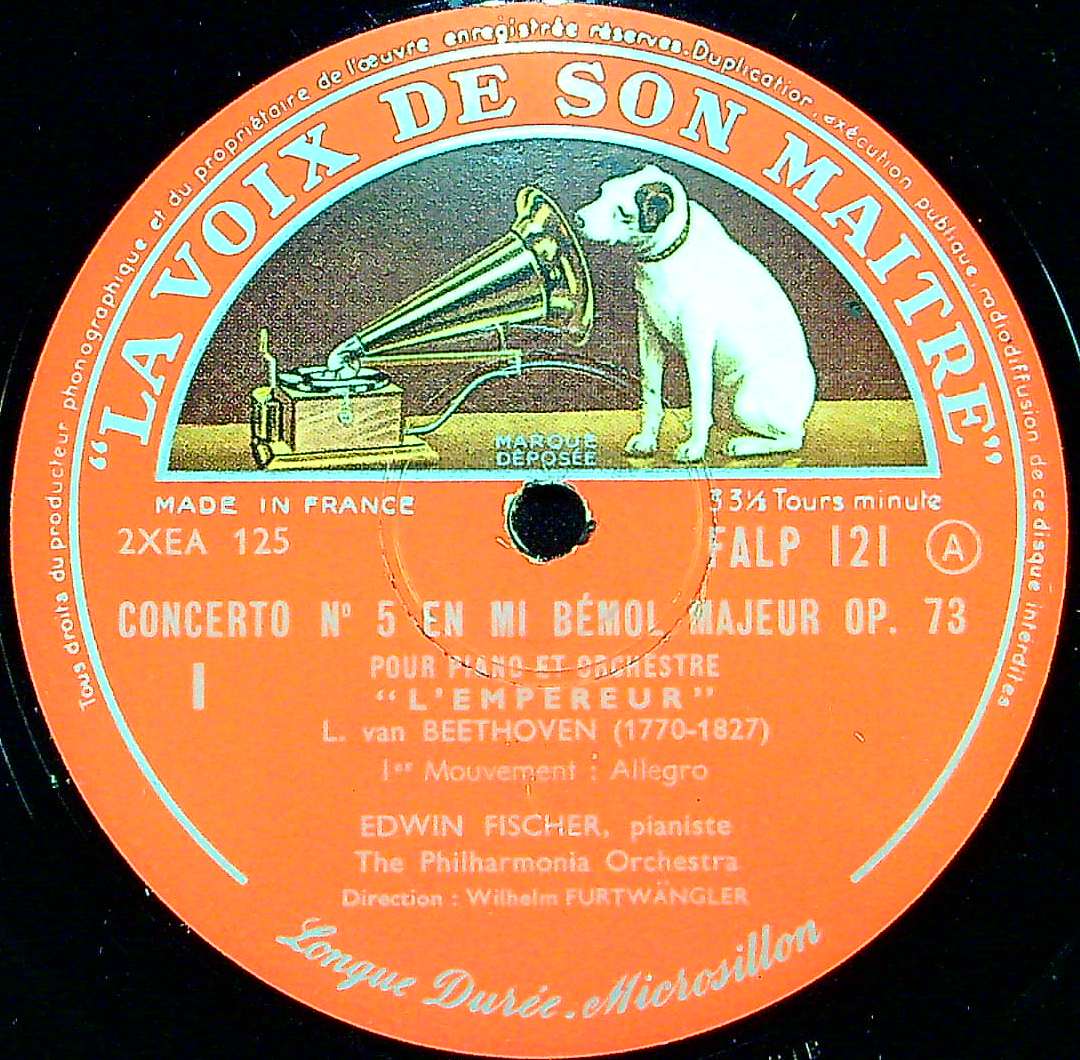 Tous droits du producteur phonographique et du propriétaire de l'œuvre enregistrée réservés. Duplication, exécution publique, radiodiffusion de ce disque interdites
“LA VOIX DE SON MAITRE”
MARQUE
DÉPOSÉE
MADE IN FRANCE
33⅓ Tours minute
2XEA 125
FALP 121 A
CONCERTO Nº 5 EN MI BÉMOL MAJEUR OP. 73
I
POUR PIANO ET ORCHESTRE
“L'EMPEREUR”
L. van BEETHOVEN (1770-1827)
1er Mouvement : Allegro
EDWIN FISCHER, pianiste
The Philharmonia Orchestra
Direction : Wilhelm FURTWÄNGLER
Longue Durée. Microsillon